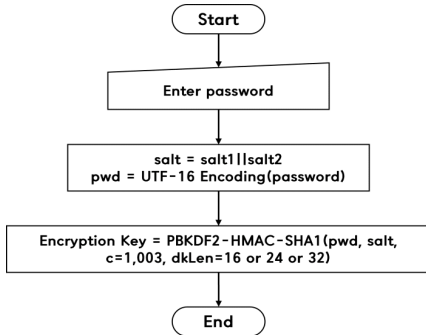 Start
Enter password
salt = salt1||salt2
pwd = UTF-16 Encoding(password)
Encryption Key = PBKDF2-HMAC-SHA1(pwd, salt,
c=1,003, dkLen=16 or 24 or 32)
End